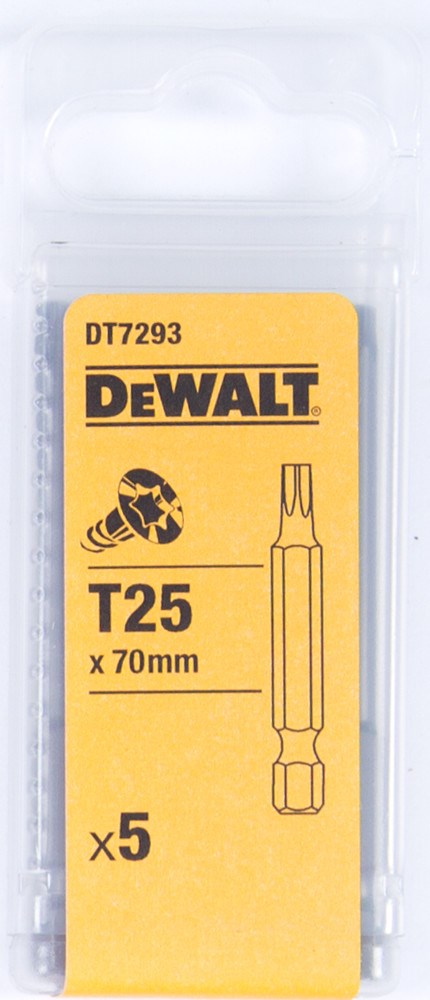 DT7293
DEWALT®
T25
x 70mm
x5